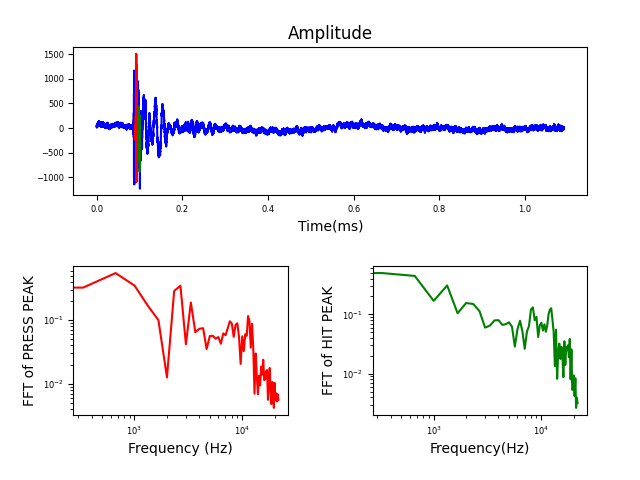 Amplitude
1500
1000
500
0
−500
−1000
0.0 0.2 0.4 0.6 0.8 1.0
Time(ms)
FFT of PRESS PEAK
10⁻¹
10⁻²
10³ 10⁴
Frequency (Hz)
FFT of HIT PEAK
10⁻¹
10⁻²
10³ 10⁴
Frequency(Hz)